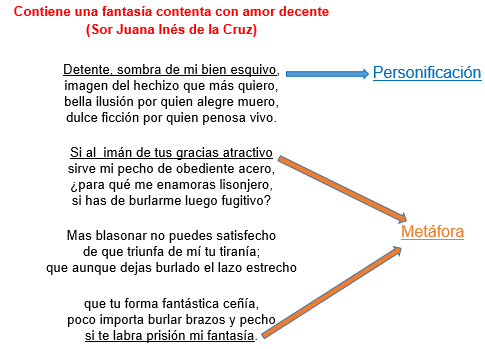 Contiene una fantasía contenta con amor decente
(Sor Juana Inés de la Cruz)
Detente, sombra de mi bien esquivo,
Personificación
imagen del hechizo que más quiero,
bella ilusión por quien alegre muero,
dulce ficción por quien penosa vivo.
Si al imán de tus gracias atractivo
sirve mi pecho de obediente acero,
¿para qué me enamoras lisonjero,
si has de burlarme luego fugitivo?
Metáfora
Mas blasonar no puedes satisfecho
de que triunfa de mí tu tiranía;
que aunque dejas burlado el lazo estrecho
que tu forma fantástica ceñía,
poco importa burlar brazos y pecho
si te labra prisión mi fantasía.